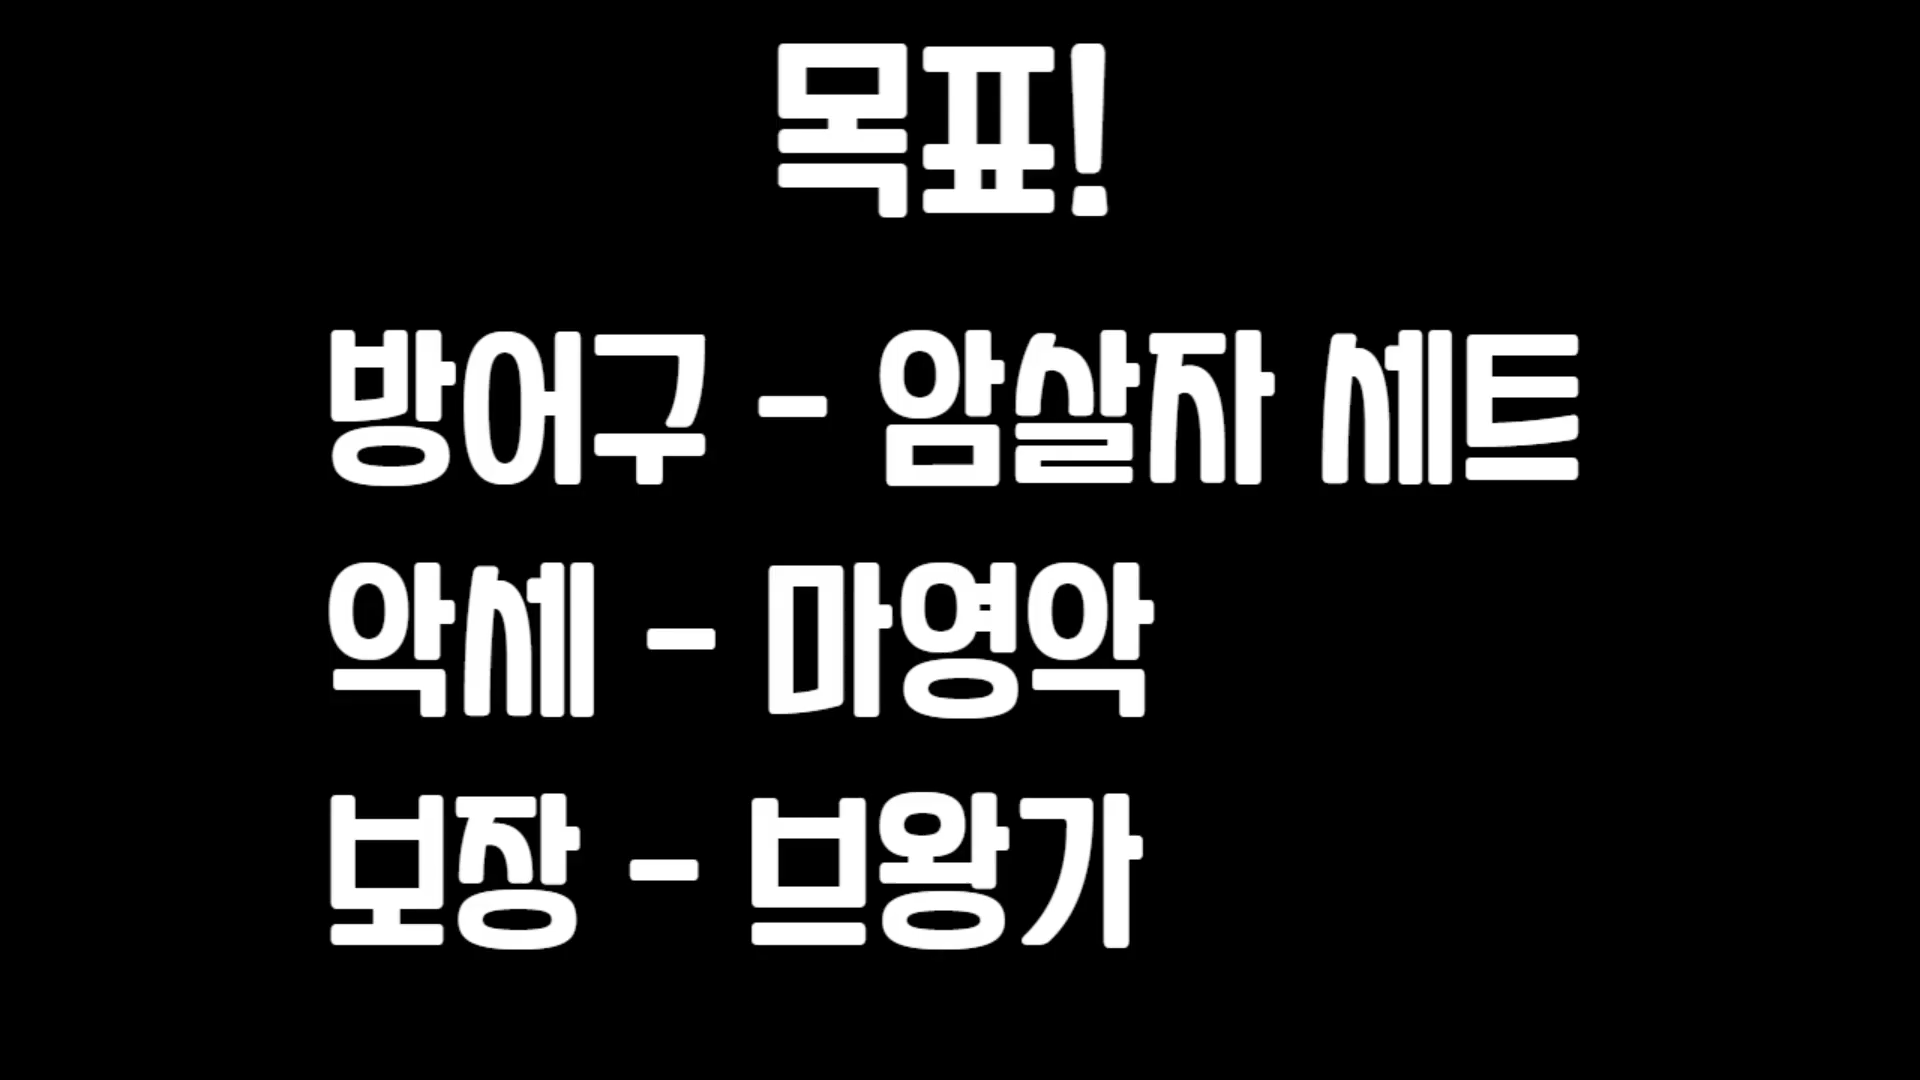 목표!
방어구 - 암살자 세트
악세 - 마영악
보장 - 브왕가